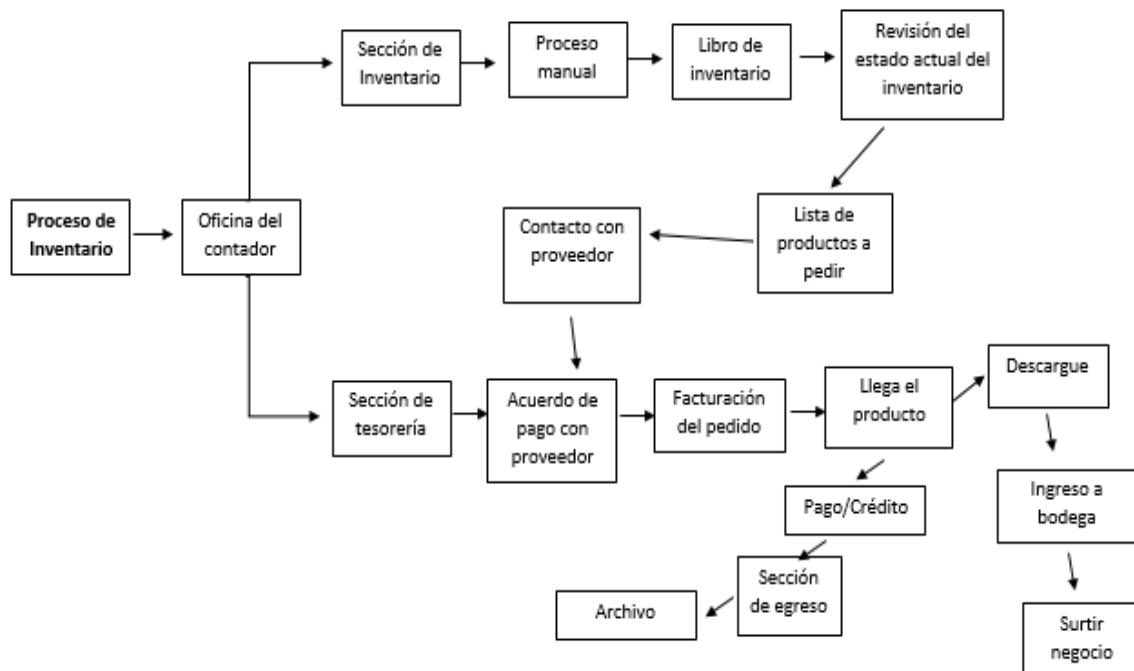 Sección de
Inventario
Proceso
manual
Libro de
inventario
Revisión del
estado actual del
inventario
Proceso de
Inventario
Oficina del
contador
Contacto con
proveedor
Lista de
productos a
pedir
Sección de
tesorería
Acuerdo de
pago con
proveedor
Facturación
del pedido
Llega el
producto
Descargue
Pago/Crédito
Ingreso a
bodega
Sección
de egreso
Archivo
Surtir
negocio